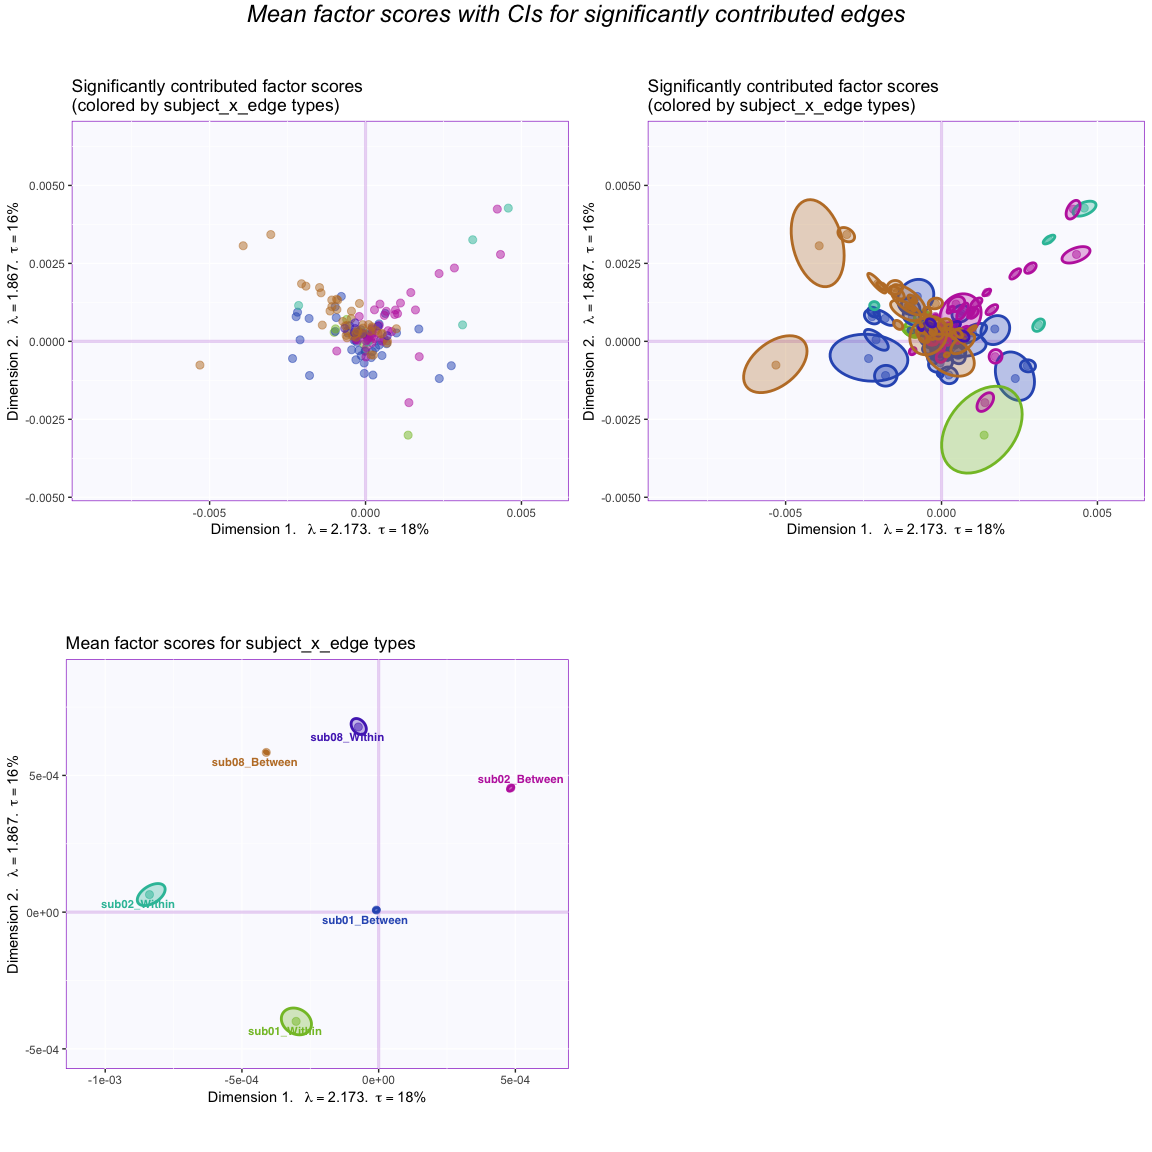 Mean factor scores with CIs for significantly contributed edges
Significantly contributed factor scores
(colored by subject_x_edge types)
0.0050
0.0025
0.0000
-0.0025
-0.0050
-0.005
0.000
0.005
Dimension 1.  λ = 2.173.  τ = 18%
Dimension 2.  λ = 1.867.  τ = 16%
Significantly contributed factor scores
(colored by subject_x_edge types)
0.0050
0.0025
0.0000
-0.0025
-0.0050
-0.005
0.000
0.005
Dimension 1.  λ = 2.173.  τ = 18%
Dimension 2.  λ = 1.867.  τ = 16%
Mean factor scores for subject_x_edge types
sub08_Within
sub08_Between
sub02_Between
sub02_Within
sub01_Between
sub01_Within
5e-04
0e+00
-5e-04
-1e-03
-5e-04
0e+00
5e-04
Dimension 1.  λ = 2.173.  τ = 18%
Dimension 2.  λ = 1.867.  τ = 16%